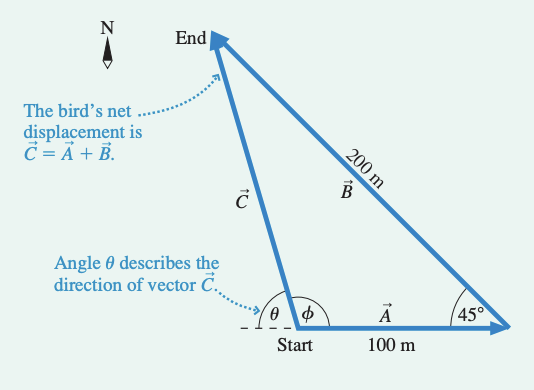 N
End
The bird's net
displacement is
C⃗ = A⃗ + B⃗.
200 m
B⃗
C⃗
Angle θ describes the
direction of vector C⃗.
θ
ϕ
A⃗
45°
Start
100 m